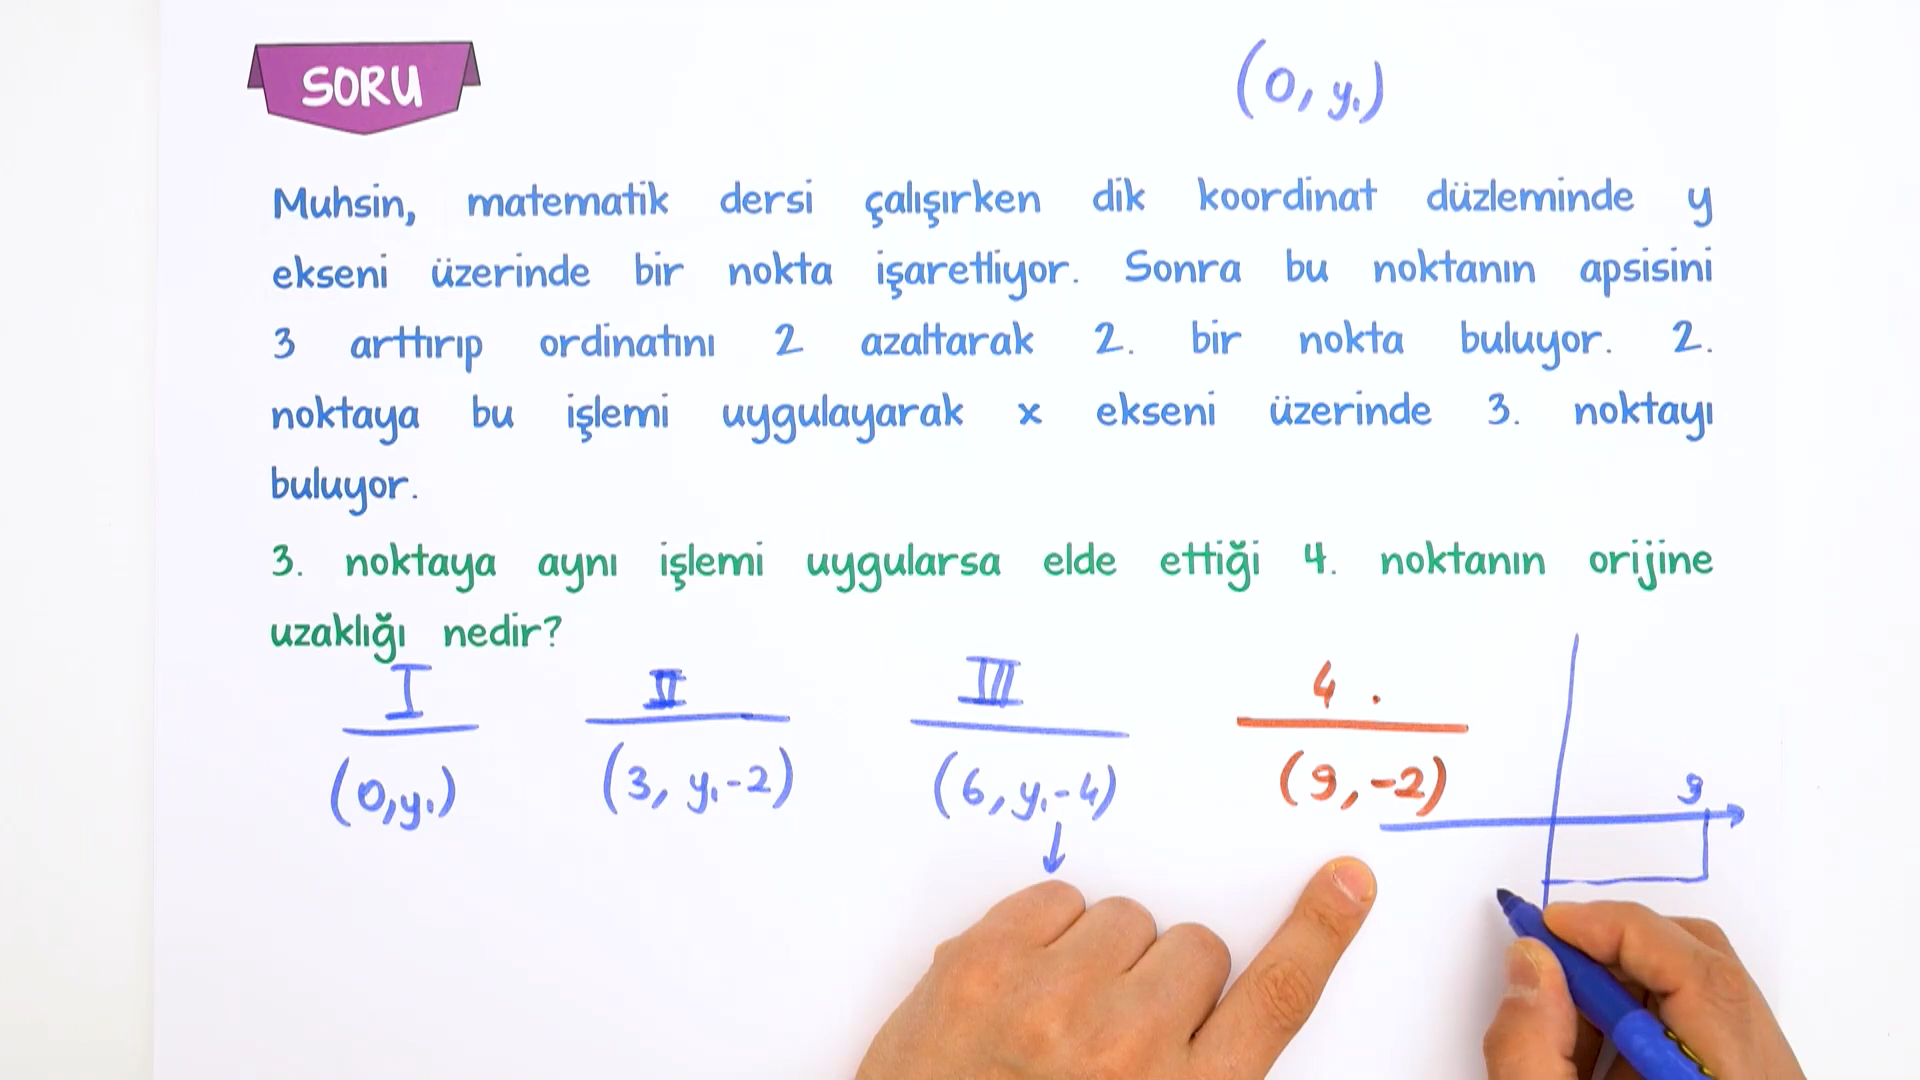 SORU
(0, y₁)
Muhsin, matematik dersi çalışırken dik koordinat düzleminde y
ekseni üzerinde bir nokta işaretliyor. Sonra bu noktanın apsisini
3 arttırıp ordinatını 2 azaltarak 2. bir nokta buluyor. 2.
noktaya bu işlemi uygulayarak x ekseni üzerinde 3. noktayı
buluyor.
3. noktaya aynı işlemi uygularsa elde ettiği 4. noktanın orijine
uzaklığı nedir?
I II III 4.
(0,y₁) (3, y₁-2) (6, y₁-4) (9,-2)
9